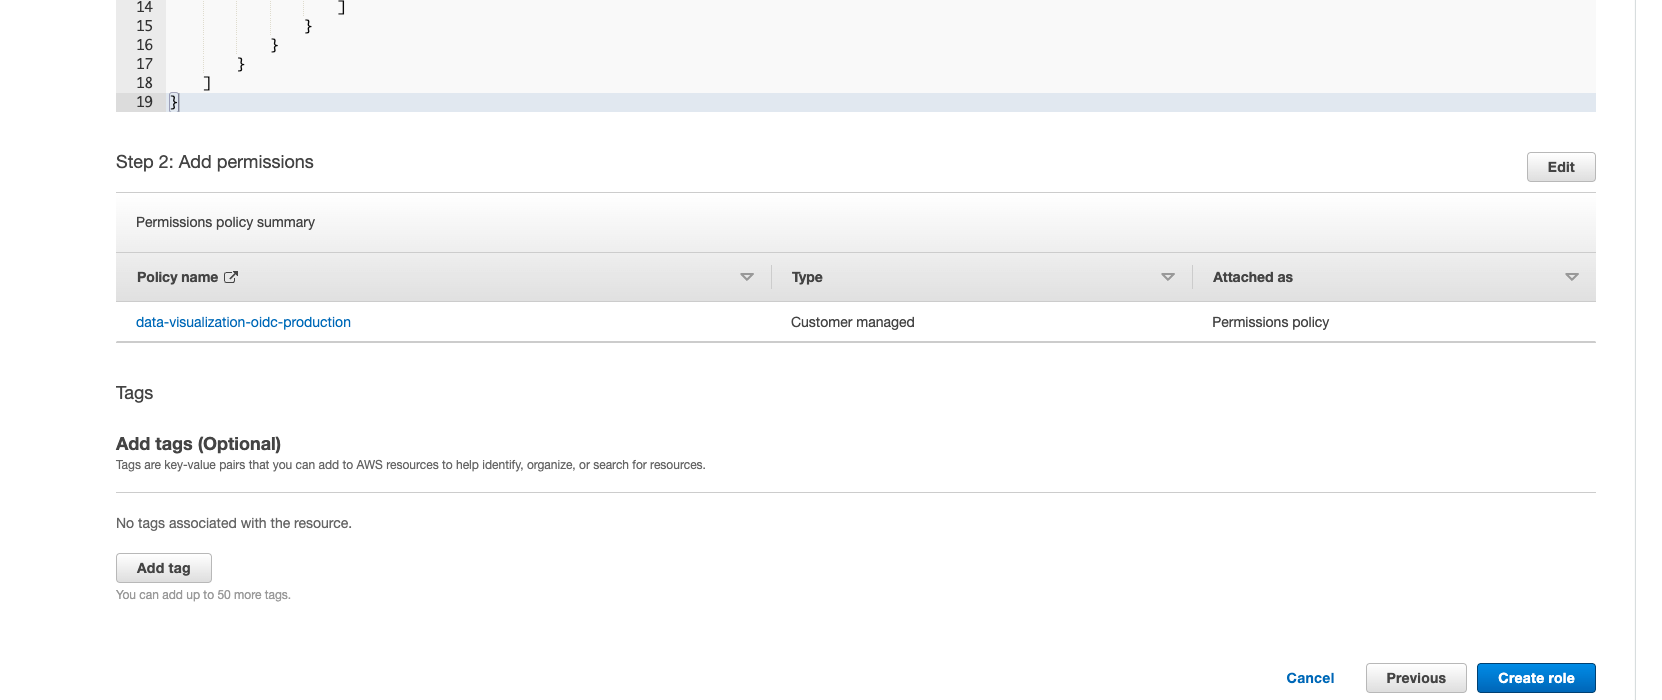 14 ]
15 }
16 }
17 }
18 ]
19 }
Step 2: Add permissions
Edit
Permissions policy summary
Policy name Type Attached as
data-visualization-oidc-production Customer managed Permissions policy
Tags
Add tags (Optional)
Tags are key-value pairs that you can add to AWS resources to help identify, organize, or search for resources.
No tags associated with the resource.
Add tag
You can add up to 50 more tags.
Cancel Previous Create role